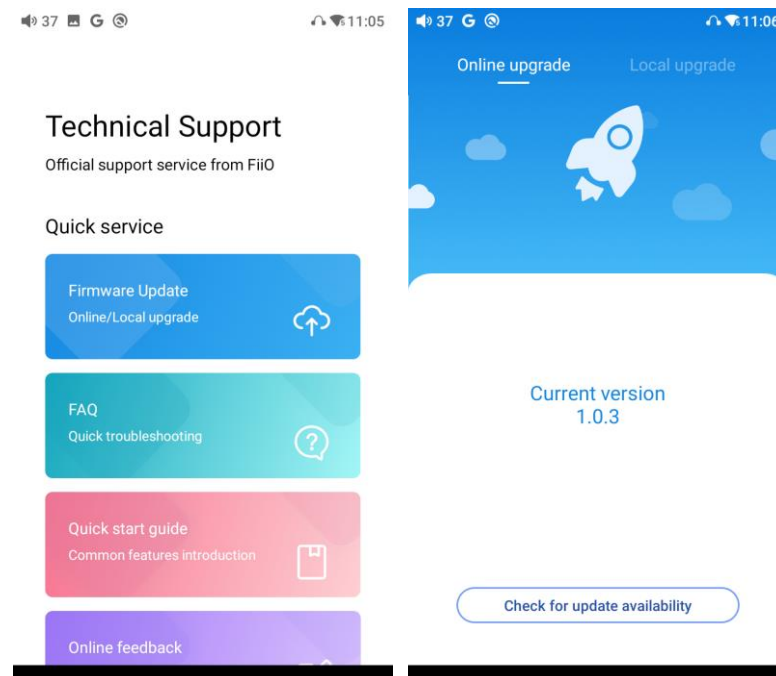 37 G 11:05
Technical Support
Official support service from FiiO
Quick service
Firmware Update
Online/Local upgrade
FAQ
Quick troubleshooting
Quick start guide
Common features introduction
Online feedback
37 G 11:06
Online upgrade Local upgrade
Current version
1.0.3
Check for update availability